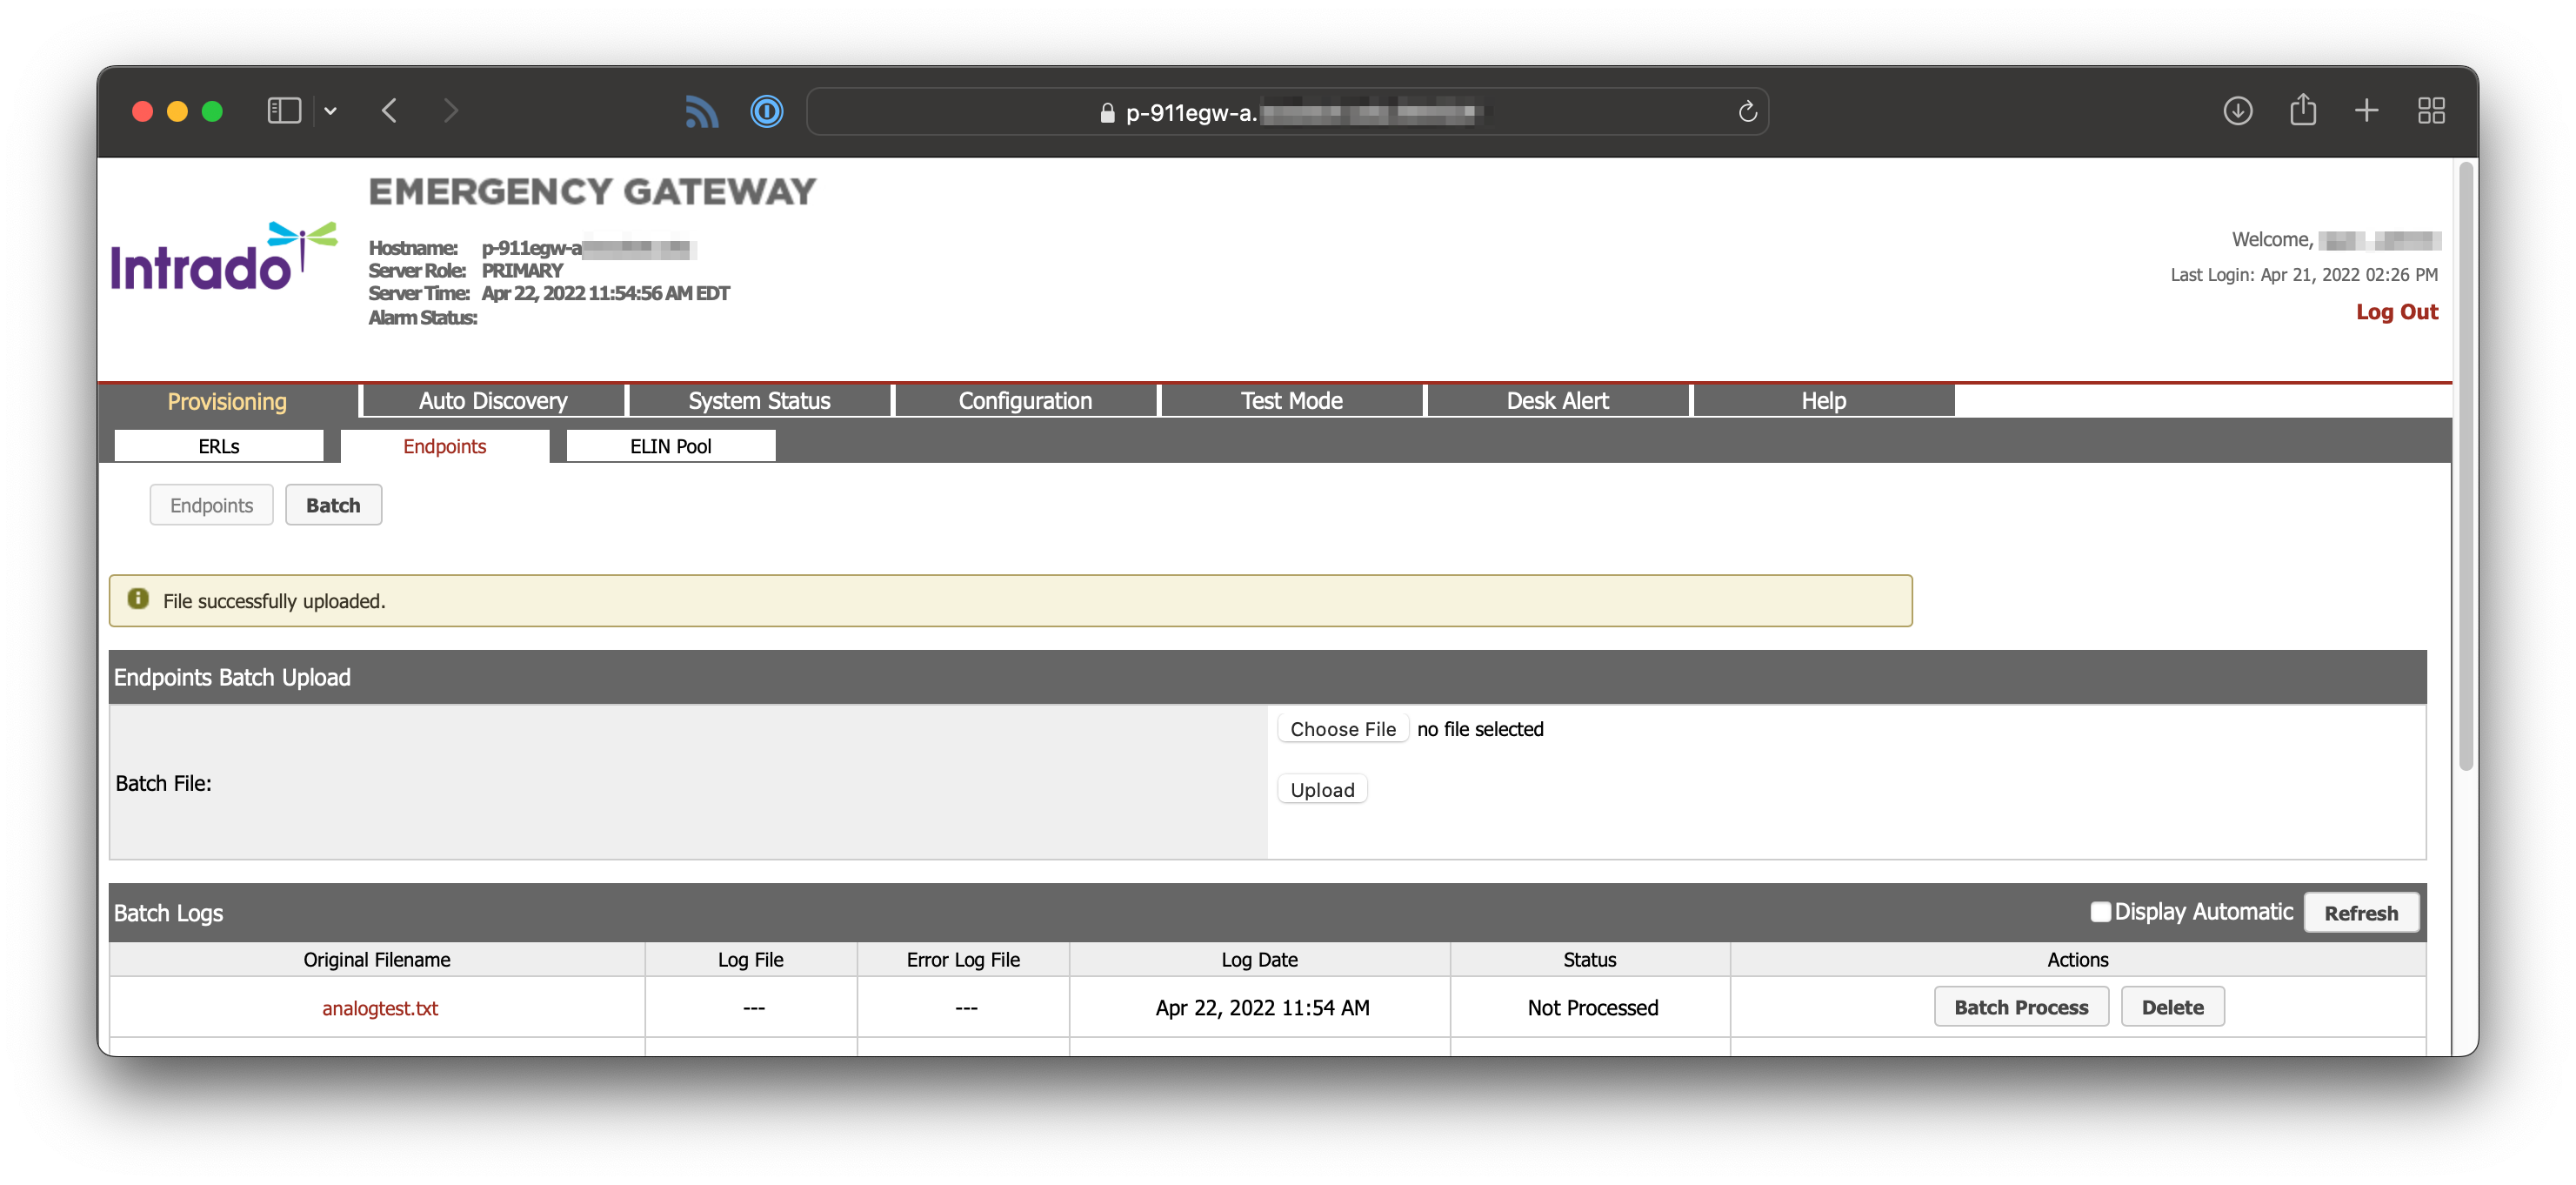 p-911egw-a.
EMERGENCY GATEWAY
Intrado
Hostname: p-911egw-a
Server Role: PRIMARY
Server Time: Apr 22, 2022 11:54:56 AM EDT
Alarm Status:
Welcome,
Last Login: Apr 21, 2022 02:26 PM
Log Out
Provisioning Auto Discovery System Status Configuration Test Mode Desk Alert Help
ERLs Endpoints ELIN Pool
Endpoints Batch
File successfully uploaded.
Endpoints Batch Upload
Batch File:
Choose File no file selected
Upload
Batch Logs Display Automatic Refresh
Original Filename Log File Error Log File Log Date Status Actions
analogtest.txt --- --- Apr 22, 2022 11:54 AM Not Processed Batch Process Delete